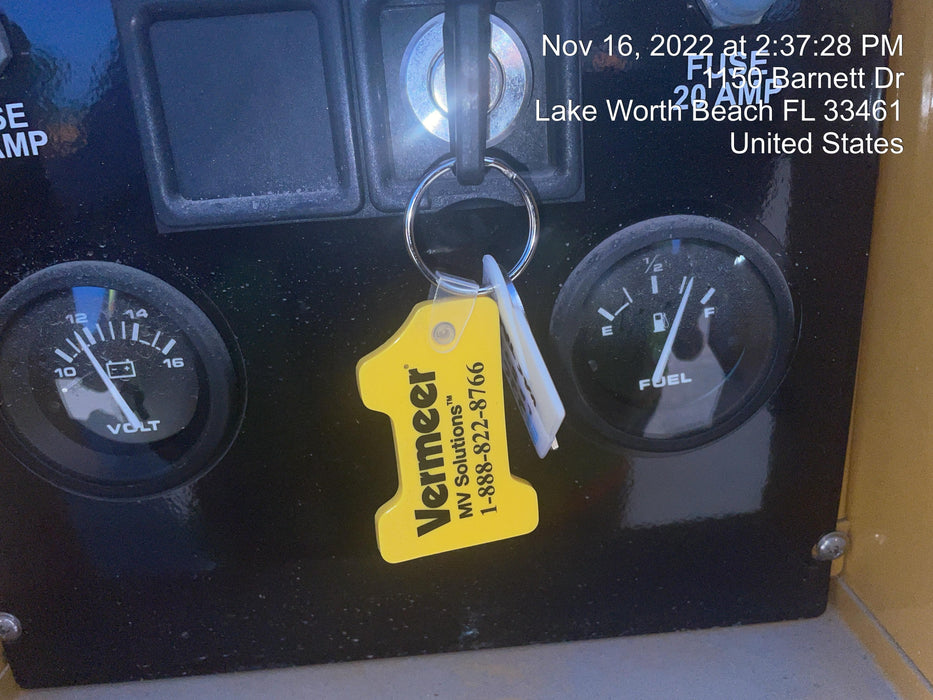 Nov 16, 2022 at 2:37:28 PM
1150 Barnett Dr
Lake Worth Beach FL 33461
United States
FUSE
20 AMP
SE
AMP
12 14
10 16
VOLT
1/2
E F
FUEL
Vermeer®
MV Solutions™
1-888-822-8766